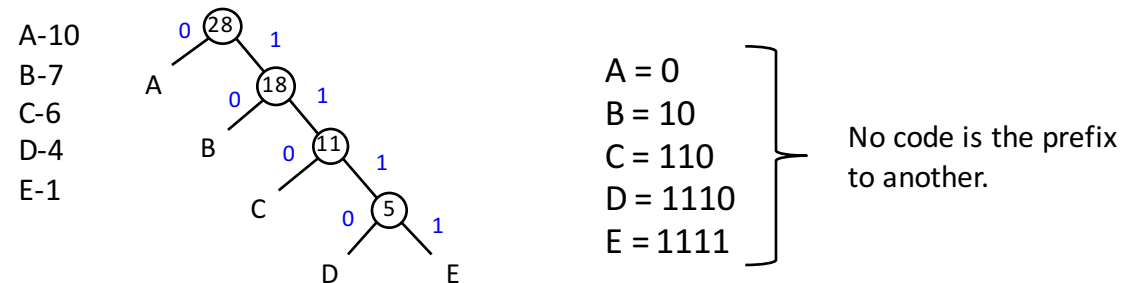 A-10
B-7
C-6
D-4
E-1
28
0
1
A
18
0
1
B
11
0
1
C
5
0
1
D
E
A = 0
B = 10
C = 110
D = 1110
E = 1111
No code is the prefix
to another.